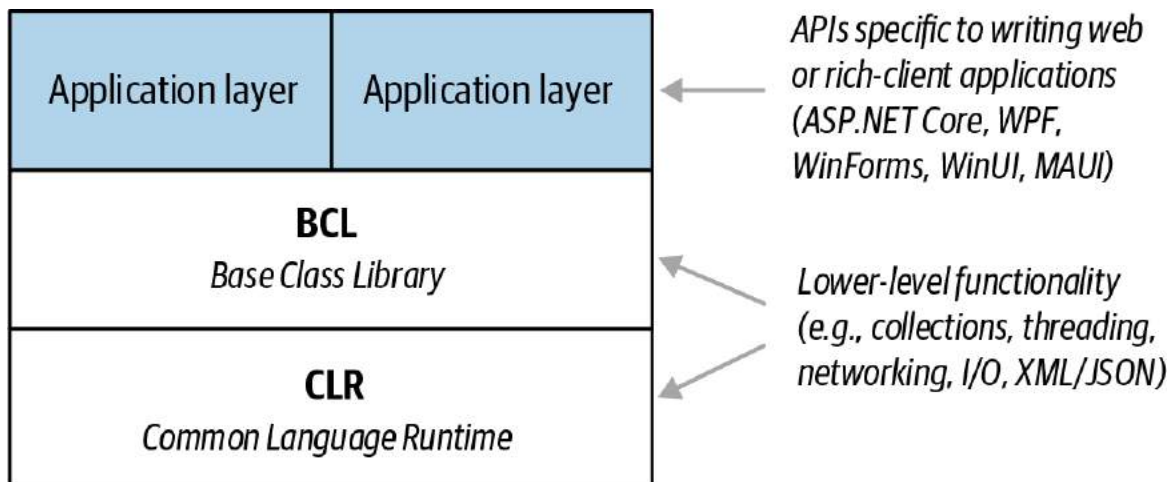 Application layer
Application layer
APIs specific to writing web
or rich-client applications
(ASP.NET Core, WPF,
WinForms, WinUI, MAUI)
BCL
Base Class Library
Lower-level functionality
(e.g., collections, threading,
networking, I/O, XML/JSON)
CLR
Common Language Runtime